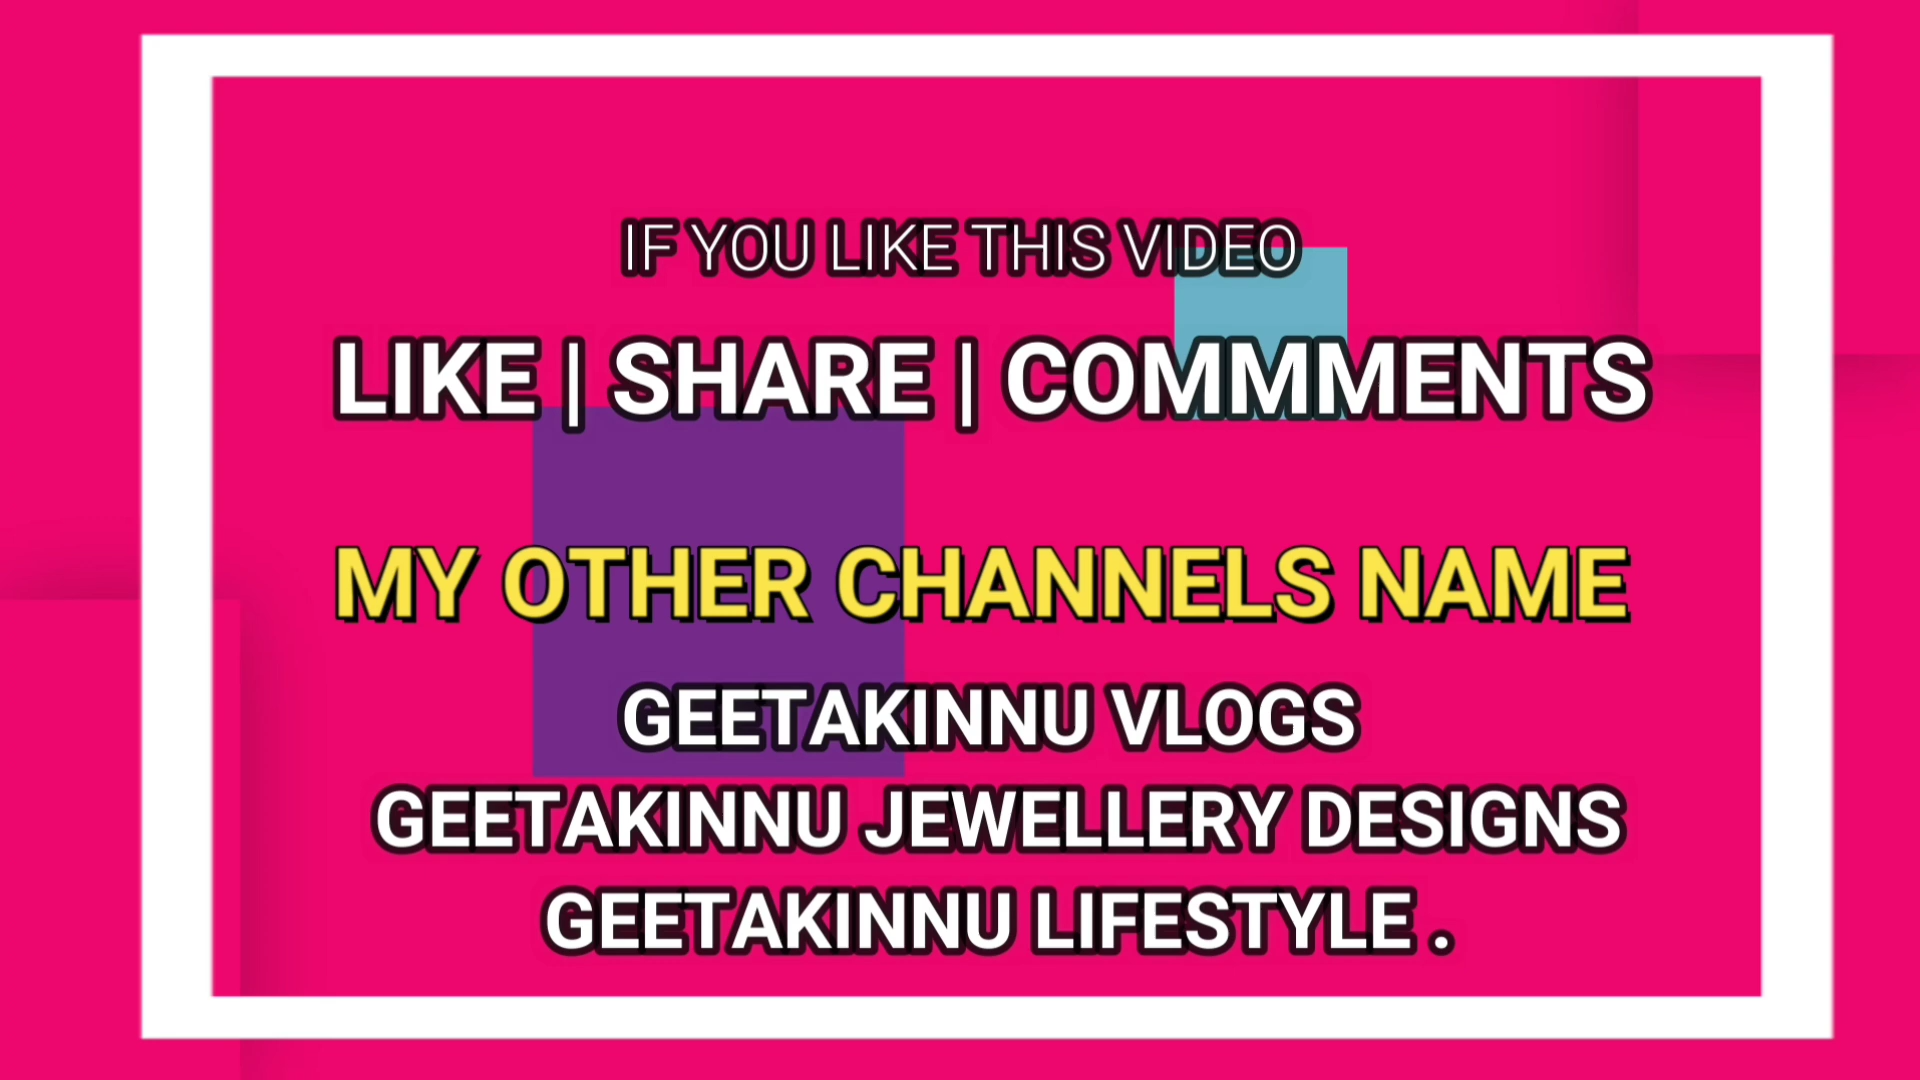 IF YOU LIKE THIS VIDEO
LIKE | SHARE | COMMMENTS
MY OTHER CHANNELS NAME
GEETAKINNU VLOGS
GEETAKINNU JEWELLERY DESIGNS
GEETAKINNU LIFESTYLE .